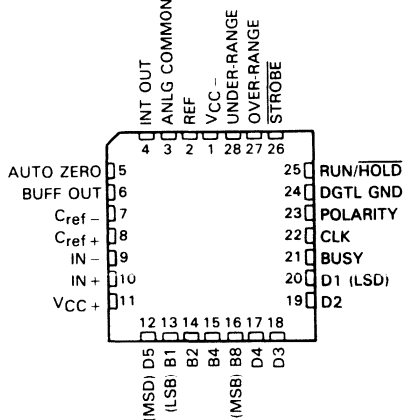 INT OUT
ANLG COMMON
REF
VCC -
UNDER-RANGE
OVER-RANGE
STROBE
4 3 2 1 28 27 26
AUTO ZERO 5
BUFF OUT 6
Cref - 7
Cref + 8
IN - 9
IN + 10
VCC + 11
25 RUN/HOLD
24 DGTL GND
23 POLARITY
22 CLK
21 BUSY
20 D1 (LSD)
19 D2
12 13 14 15 16 17 18
(MSD) D5
(LSB) B1
B2
B4
(MSB) B8
D4
D3